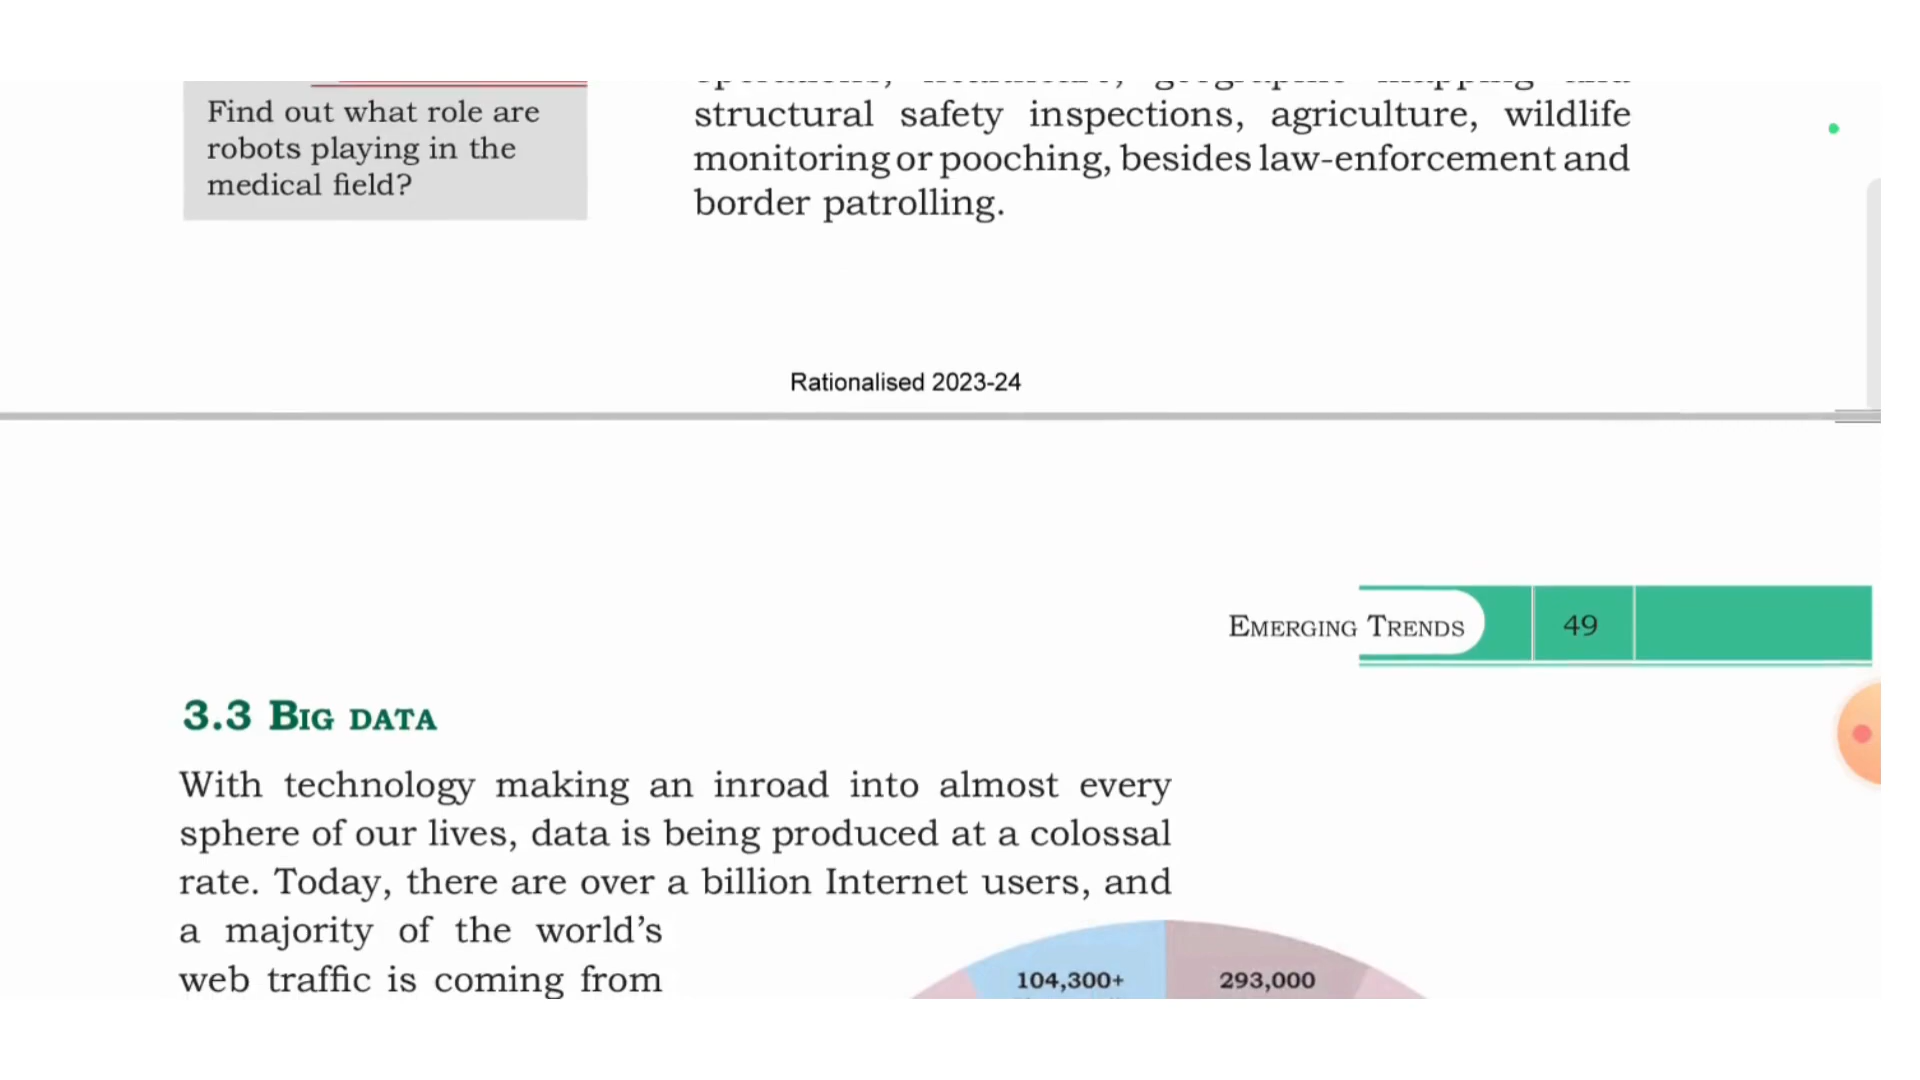 Find out what role are
robots playing in the
medical field?
structural safety inspections, agriculture, wildlife
monitoring or pooching, besides law-enforcement and
border patrolling.
Rationalised 2023-24
EMERGING TRENDS 49
3.3 BIG DATA
With technology making an inroad into almost every
sphere of our lives, data is being produced at a colossal
rate. Today, there are over a billion Internet users, and
a majority of the world’s
web traffic is coming from
104,300+
293,000